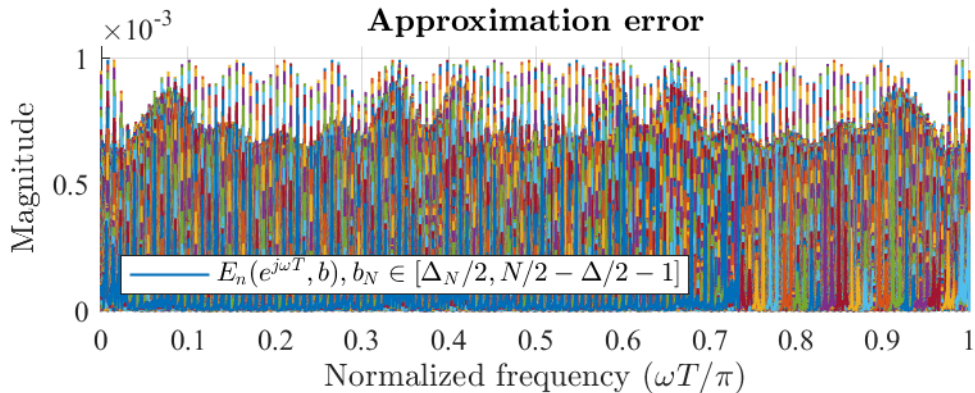 Approximation error
×10⁻³
1
0.5
0
Magnitude
E_n(e^{jωT}, b), b_N ∈ [Δ_N/2, N/2 − Δ/2 − 1]
0 0.1 0.2 0.3 0.4 0.5 0.6 0.7 0.8 0.9 1
Normalized frequency (ωT/π)